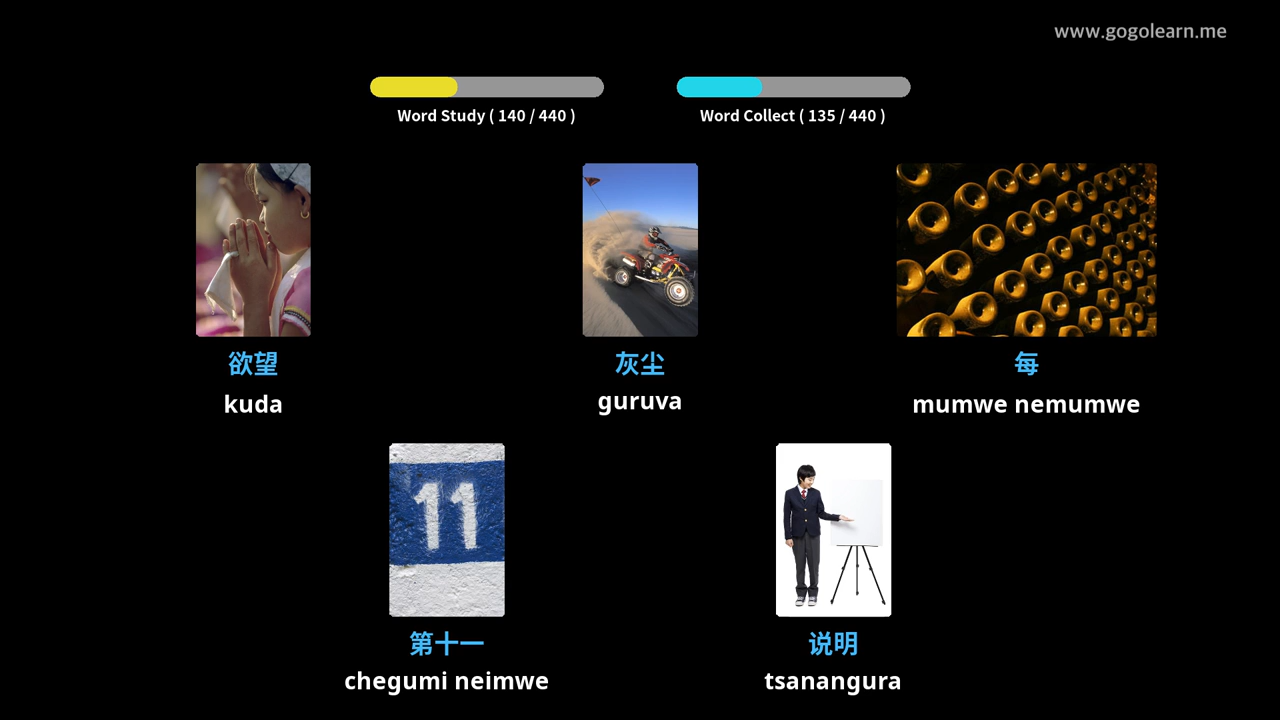 www.gogolearn.me
Word Study ( 140 / 440 )
Word Collect ( 135 / 440 )
欲望
kuda
灰尘
guruva
每
mumwe nemumwe
11
第十一
chegumi neimwe
说明
tsanangura